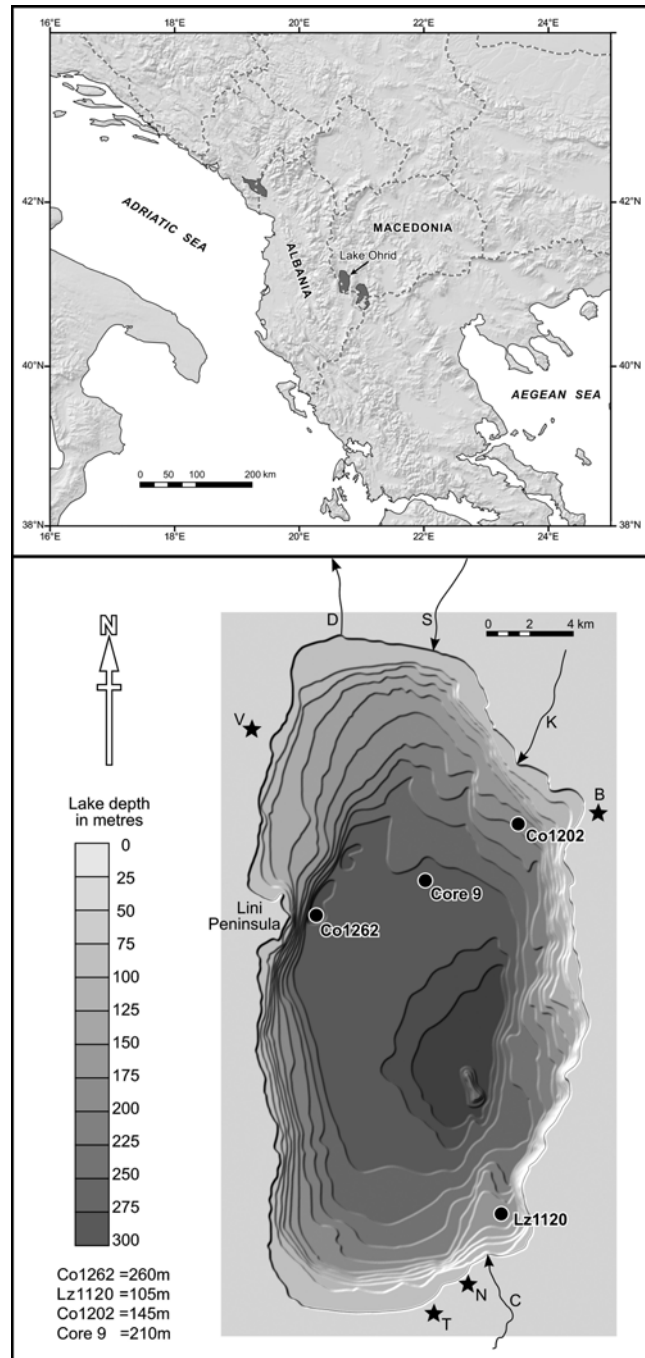 16°E 18°E 20°E 22°E 24°E
42°N 42°N
ADRIATIC SEA
MACEDONIA
ALBANIA
Lake Ohrid
40°N 40°N
AEGEAN SEA
0 50 100 200 km
38°N 38°N
16°E 18°E 20°E 22°E 24°E
D S
0 2 4 km
N
K
V
B
Lake depth
in metres
Co1202
0
25
50
75
100
125
150
175
200
225
250
275
300
Core 9
Lini
Peninsula
Co1262
Lz1120
Co1262 =260m
Lz1120 =105m
Co1202 =145m
Core 9 =210m
N
C
T